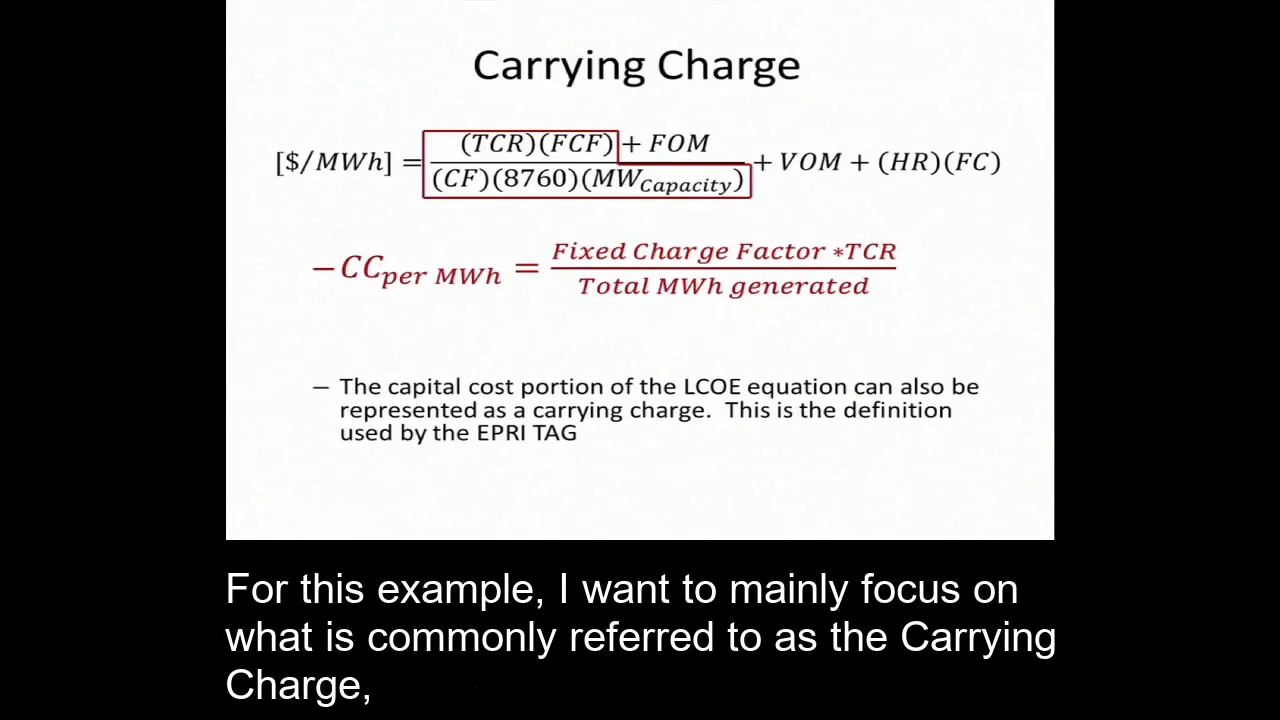 Carrying Charge
[$/MWh] = (TCR)(FCF) + FOM / (CF)(8760)(MW_Capacity) + VOM + (HR)(FC)
−CC_per MWh = Fixed Charge Factor ∗TCR / Total MWh generated
– The capital cost portion of the LCOE equation can also be
represented as a carrying charge. This is the definition
used by the EPRI TAG
For this example, I want to mainly focus on
what is commonly referred to as the Carrying
Charge,